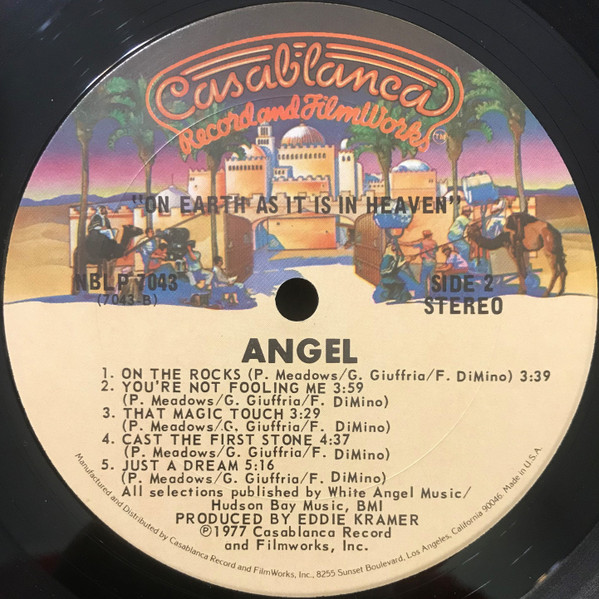 Casablanca
Record and FilmWorks TM
"ON EARTH AS IT IS IN HEAVEN"
NBLP 7043
(7043-B)
SIDE 2
STEREO
ANGEL
1. ON THE ROCKS (P. Meadows/G. Giuffria/F. DiMino) 3:39
2. YOU'RE NOT FOOLING ME 3:59
(P. Meadows/G. Giuffria/F. DiMino)
3. THAT MAGIC TOUCH 3:29
(P. Meadows/G. Giuffria/F. DiMino)
4. CAST THE FIRST STONE 4:37
(P. Meadows/G. Giuffria/F. DiMino)
5. JUST A DREAM 5:16
(P. Meadows/G. Giuffria/F. DiMino)
All selections published by White Angel Music/
Hudson Bay Music, BMI
PRODUCED BY EDDIE KRAMER
℗1977 Casablanca Record
and Filmworks, Inc.
Manufactured and Distributed by Casablanca Record and FilmWorks, Inc., 8255 Sunset Boulevard, Los Angeles, California 90046. Made in U.S.A.